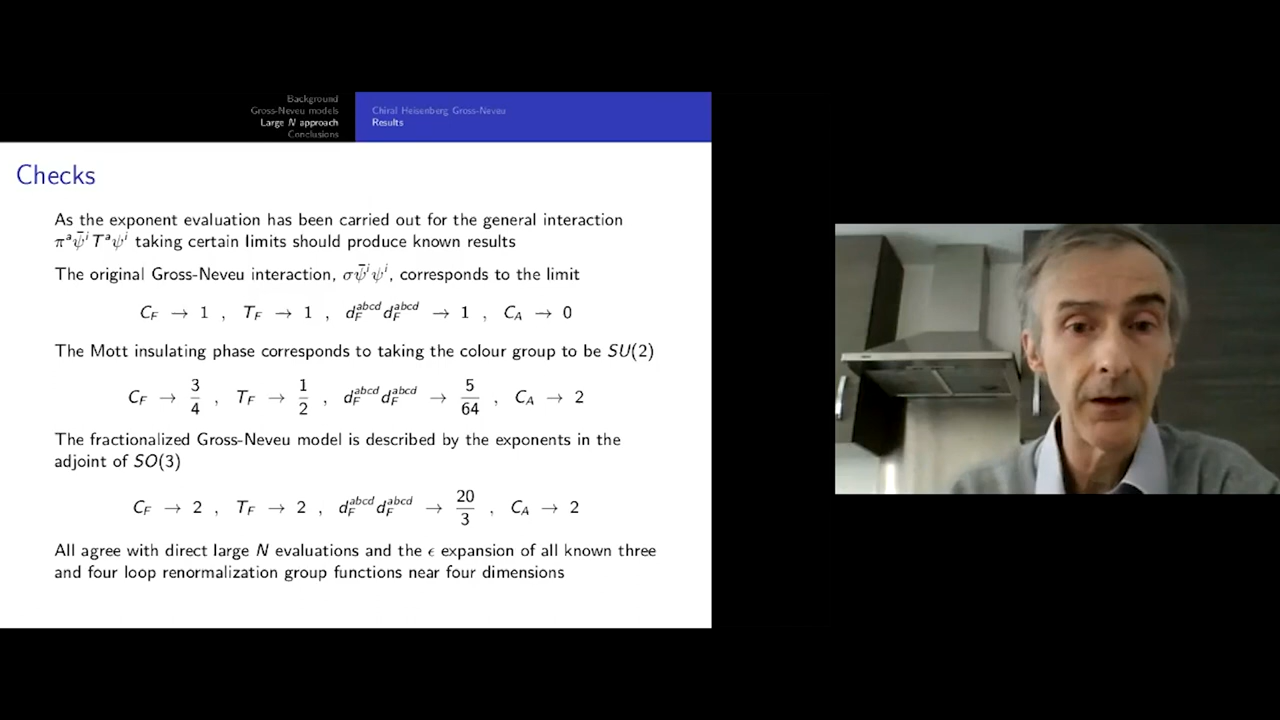 Background
Gross-Neveu models
Large N approach
Conclusions
Chiral Heisenberg Gross-Neveu
Results
Checks
As the exponent evaluation has been carried out for the general interaction
π^a ψ̄^i T^a ψ^i taking certain limits should produce known results
The original Gross-Neveu interaction, σψ̄^i ψ^i, corresponds to the limit
C_F → 1 , T_F → 1 , d_F^{abcd} d_F^{abcd} → 1 , C_A → 0
The Mott insulating phase corresponds to taking the colour group to be SU(2)
C_F → 3/4 , T_F → 1/2 , d_F^{abcd} d_F^{abcd} → 5/64 , C_A → 2
The fractionalized Gross-Neveu model is described by the exponents in the
adjoint of SO(3)
C_F → 2 , T_F → 2 , d_F^{abcd} d_F^{abcd} → 20/3 , C_A → 2
All agree with direct large N evaluations and the ϵ expansion of all known three
and four loop renormalization group functions near four dimensions